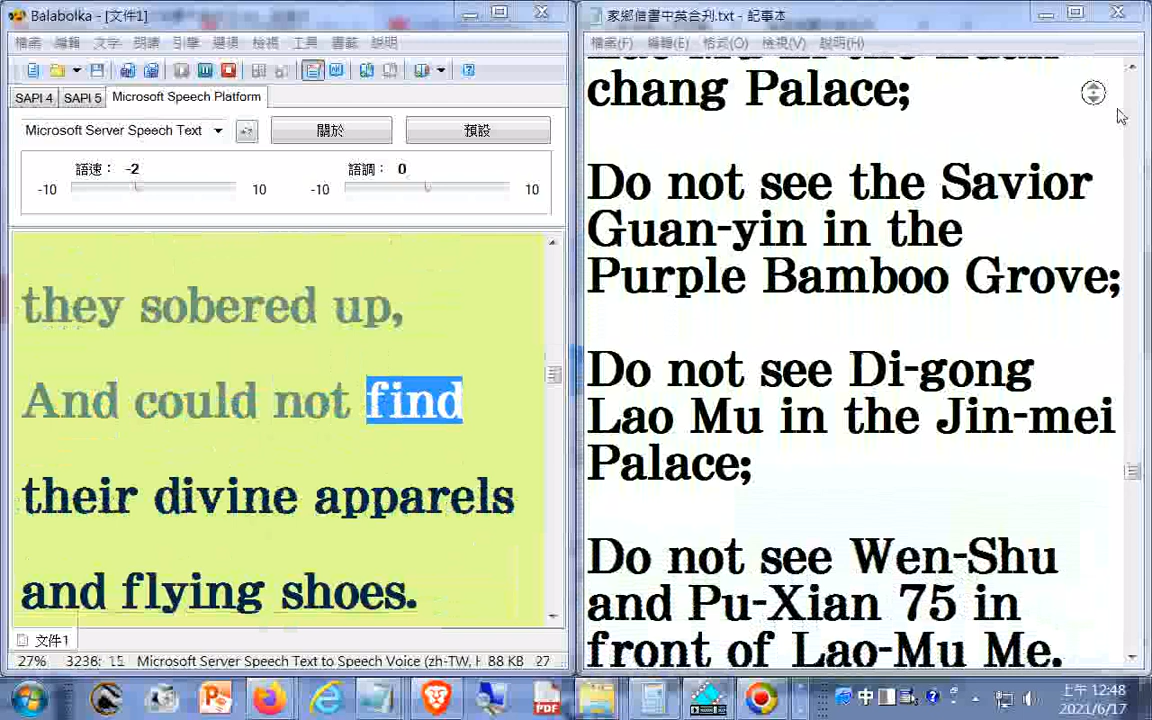 Balabolka - [文件1]
檔案 編輯 文字 朗讀 引擎 選項 檢視 工具 書籤 說明
SAPI 4 SAPI 5 Microsoft Speech Platform
Microsoft Server Speech Text 關於 預設
語速： -2 語調： 0
-10 10 -10 10
they sobered up,
And could not find
their divine apparels
and flying shoes.
文件1
27% 3236: 15 Microsoft Server Speech Text to Speech Voice (zh-TW, H 88 KB 27
家鄉信書中英合刋.txt - 記事本
檔案(F) 編輯(E) 格式(O) 檢視(V) 說明(H)
chang Palace;
Do not see the Savior
Guan-yin in the
Purple Bamboo Grove;
Do not see Di-gong
Lao Mu in the Jin-mei
Palace;
Do not see Wen-Shu
and Pu-Xian 75 in
front of Lao-Mu Me.
中
上午 12:48
2021/6/17